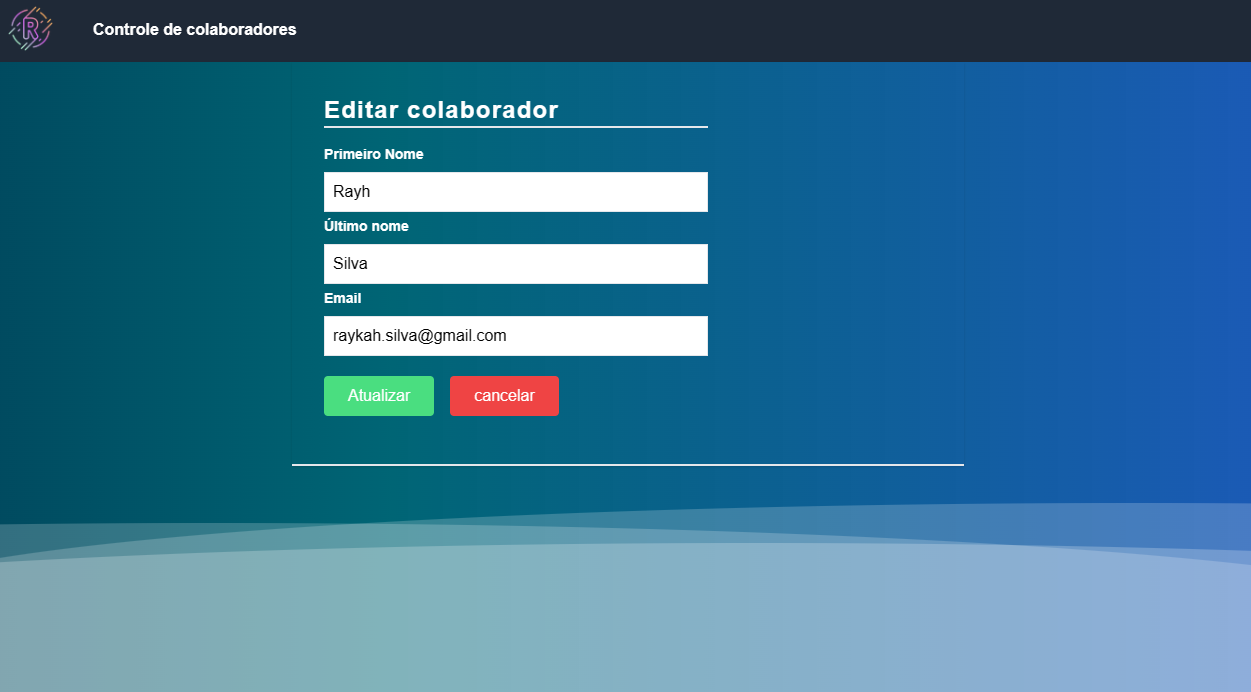 R
Controle de colaboradores
Editar colaborador
Primeiro Nome
Rayh
Último nome
Silva
Email
raykah.silva@gmail.com
Atualizar cancelar